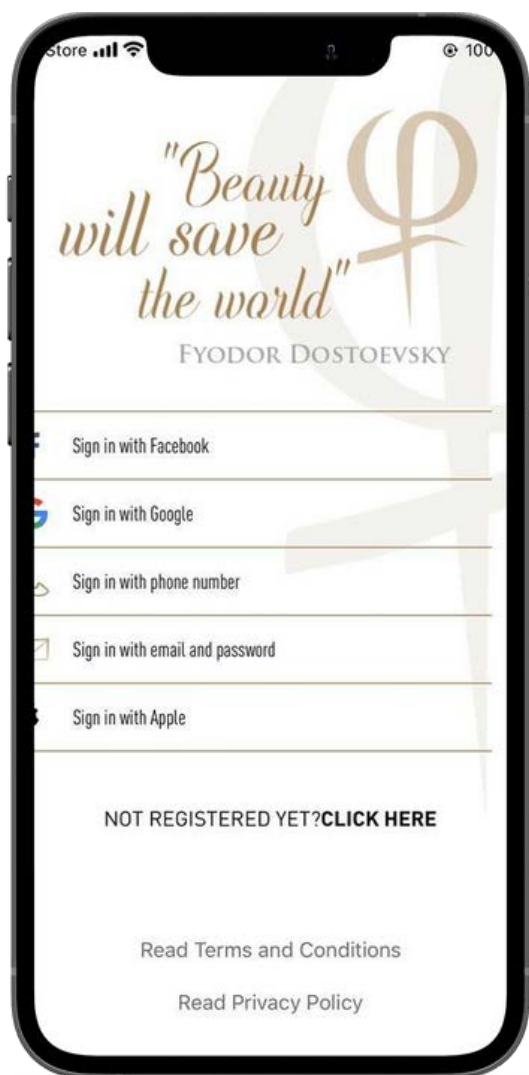 Store
100
"Beauty
will save
the world"
FYODOR DOSTOEVSKY
Sign in with Facebook
Sign in with Google
Sign in with phone number
Sign in with email and password
Sign in with Apple
NOT REGISTERED YET?CLICK HERE
Read Terms and Conditions
Read Privacy Policy